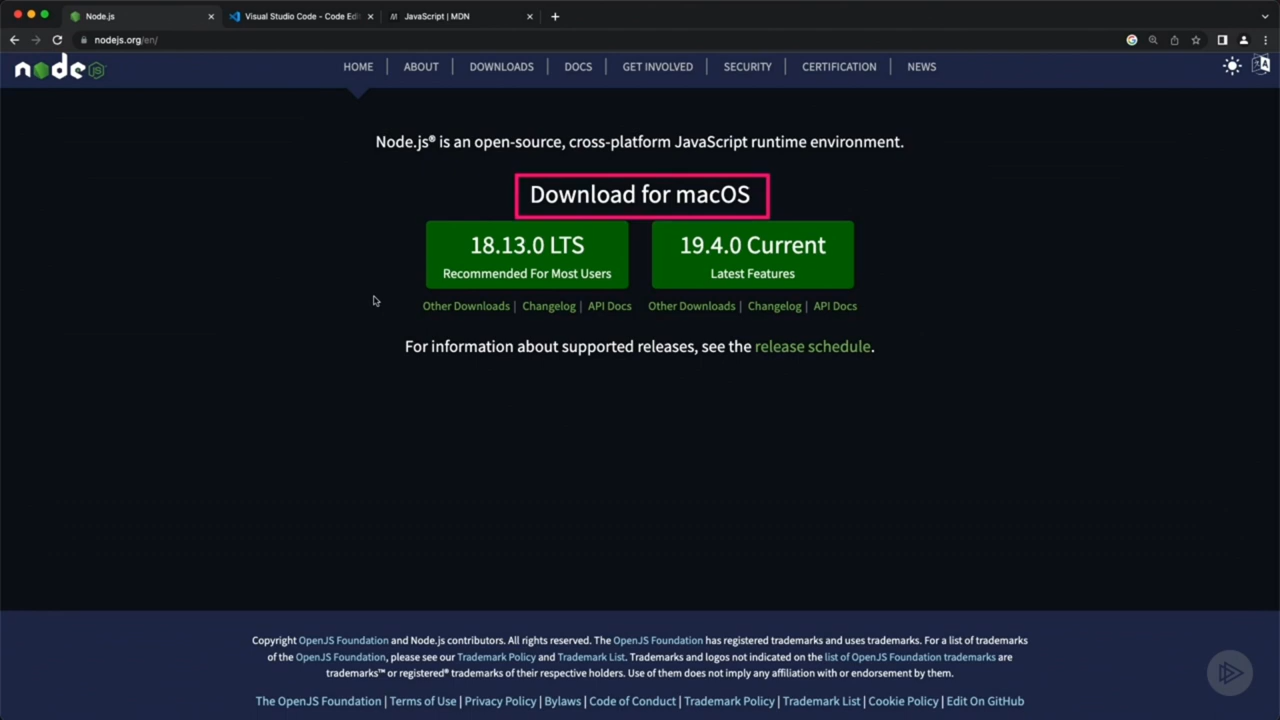 Node.js
Visual Studio Code - Code Edit
JavaScript | MDN
nodejs.org/en/
node JS
HOME | ABOUT | DOWNLOADS | DOCS | GET INVOLVED | SECURITY | CERTIFICATION | NEWS
Node.js® is an open-source, cross-platform JavaScript runtime environment.
Download for macOS
18.13.0 LTS
Recommended For Most Users
19.4.0 Current
Latest Features
Other Downloads | Changelog | API Docs
Other Downloads | Changelog | API Docs
For information about supported releases, see the release schedule.
Copyright OpenJS Foundation and Node.js contributors. All rights reserved. The OpenJS Foundation has registered trademarks and uses trademarks. For a list of trademarks
of the OpenJS Foundation, please see our Trademark Policy and Trademark List. Trademarks and logos not indicated on the list of OpenJS Foundation trademarks are
trademarks™ or registered® trademarks of their respective holders. Use of them does not imply any affiliation with or endorsement by them.
The OpenJS Foundation | Terms of Use | Privacy Policy | Bylaws | Code of Conduct | Trademark Policy | Trademark List | Cookie Policy | Edit On GitHub